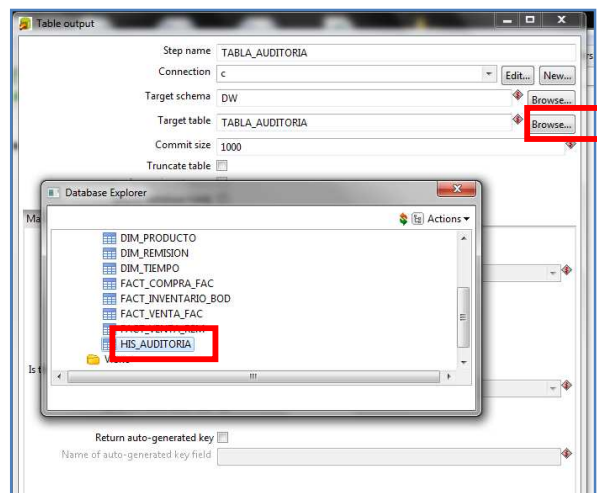 Table output
Step name TABLA_AUDITORIA
Connection c Edit... New...
Target schema DW Browse...
Target table TABLA_AUDITORIA Browse...
Commit size 1000
Truncate table
Database Explorer
Ma
Actions
DIM_PRODUCTO
DIM_REMISION
DIM_TIEMPO
FACT_COMPRA_FAC
FACT_INVENTARIO_BOD
FACT_VENTA_FAC
HIS_AUDITORIA
Is t
Return auto-generated key
Name of auto-generated key field